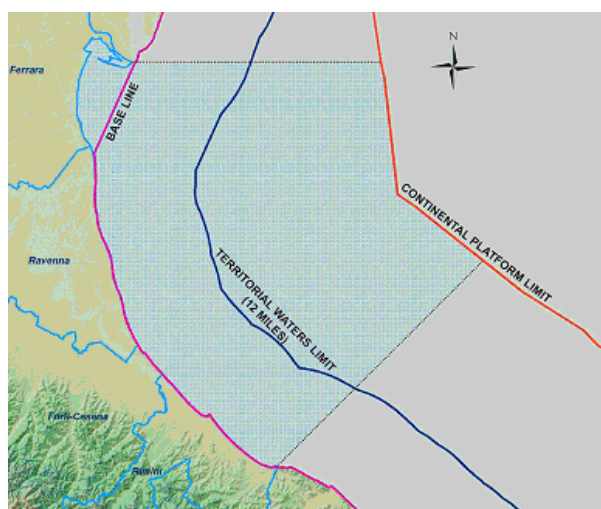 N
Ferrara
BASE LINE
CONTINENTAL PLATFORM LIMIT
Ravenna
TERRITORIAL WATERS LIMIT
(12 MILES)
Forlì-Cesena
Rimini